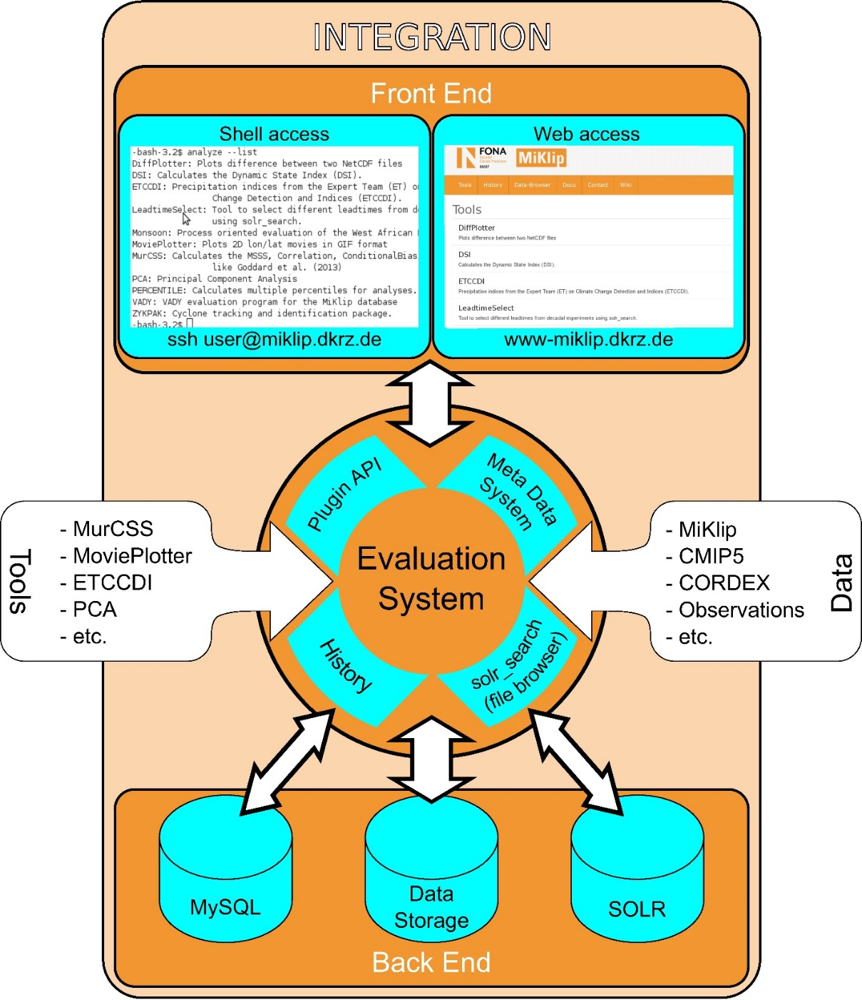 INTEGRATION
Front End
Shell access
-bash-3.2$ analyze --list
DiffPlotter: Plots difference between two NetCDF files
DSI: Calculates the Dynamic State Index (DSI).
ETCCDI: Precipitation indices from the Expert Team (ET) o
Change Detection and Indices (ETCCDI).
LeadtimeSelect: Tool to select different leadtimes from d
using solr_search.
Monsoon: Process oriented evaluation of the West African
MoviePlotter: Plots 2D lon/lat movies in GIF format
MurCSS: Calculates the MSSS, Correlation, ConditionalBias
like Goddard et al. (2013)
PCA: Principal Component Analysis
PERCENTILE: Calculates multiple percentiles for analyses.
VADY: VADY evaluation program for the MiKlip database
ZYKPAK: Cyclone tracking and identification package.
-bash-3.2$
ssh user@miklip.dkrz.de
Web access
FONA
BMBF
MiKlip
Tools History Data-Browser Docu Contact Wiki
Tools
DiffPlotter
Plots difference between two NetCDF files
DSI
Calculates the Dynamic State Index (DSI).
ETCCDI
Precipitation indices from the Expert Team (ET) on Climate Change Detection and Indices (ETCCDI).
LeadtimeSelect
Tool to select different leadtimes from decadal experiments using solr_search.
www-miklip.dkrz.de
Plugin API
Meta Data
System
Tools
- MurCSS
- MoviePlotter
- ETCCDI
- PCA
- etc.
Evaluation
System
- MiKlip
- CMIP5
- CORDEX
- Observations
- etc.
Data
History
solr_search
(file browser)
MySQL
Data
Storage
SOLR
Back End